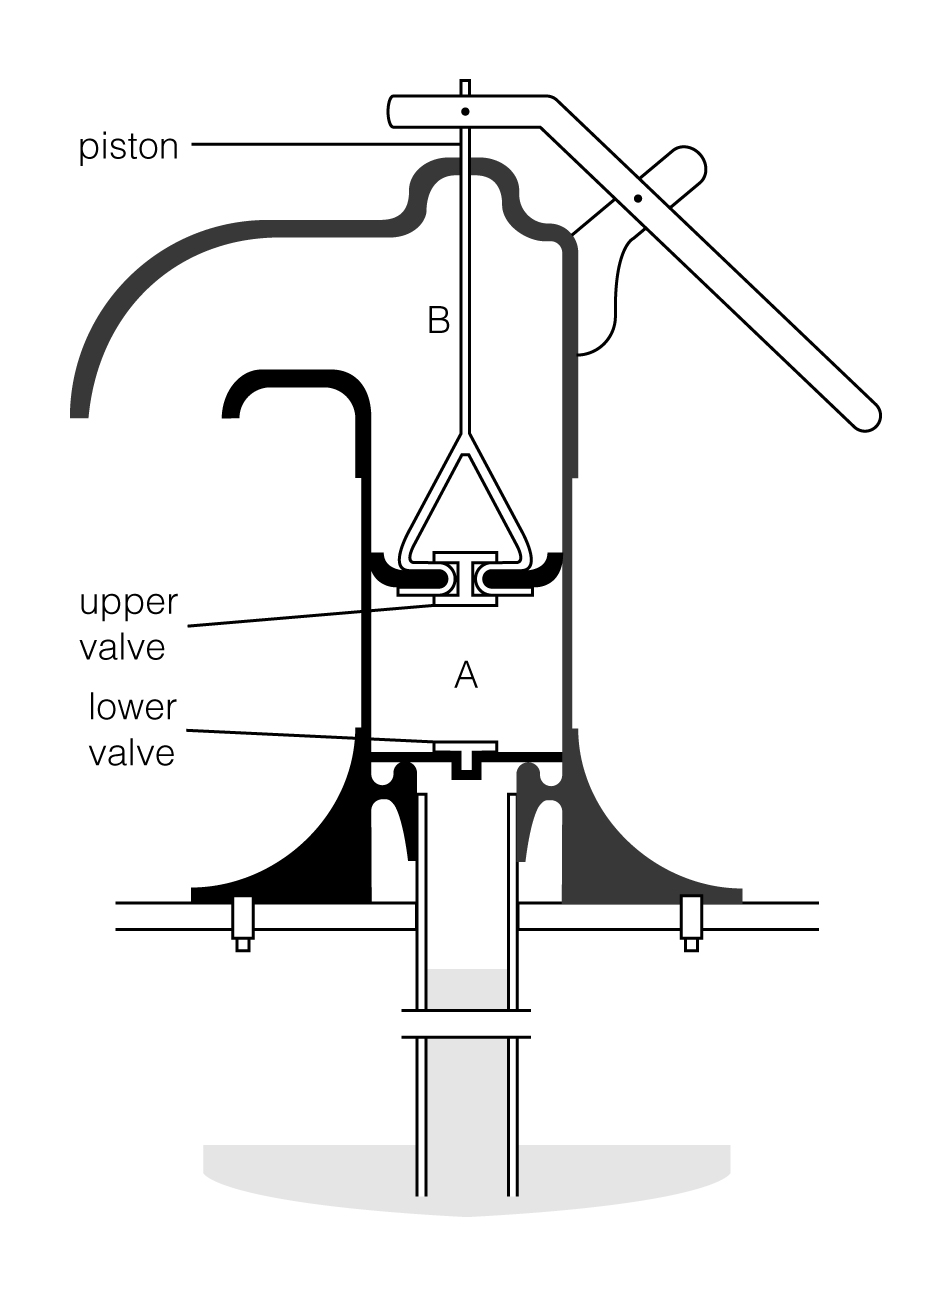 piston
B
upper
valve
A
lower
valve